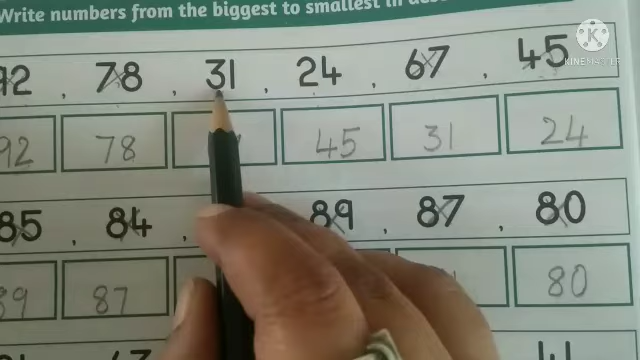 Write numbers from the biggest to smallest in
92 , 78 , 31 , 24 , 67 , 45
92 78 45 31 24
85 , 84 , 89 , 87 , 80
89 87 80
KINEMASTER